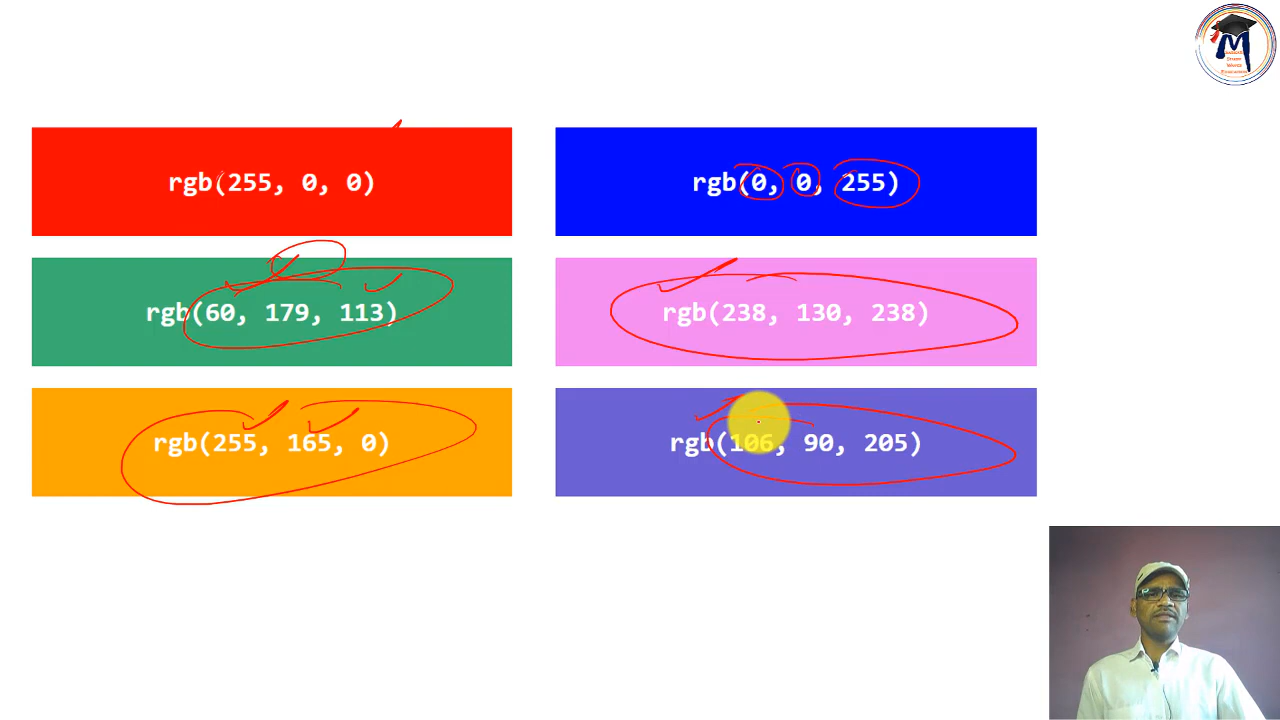 rgb(255, 0, 0)
rgb(0, 0, 255)
rgb(60, 179, 113)
rgb(238, 130, 238)
rgb(255, 165, 0)
rgb(106, 90, 205)